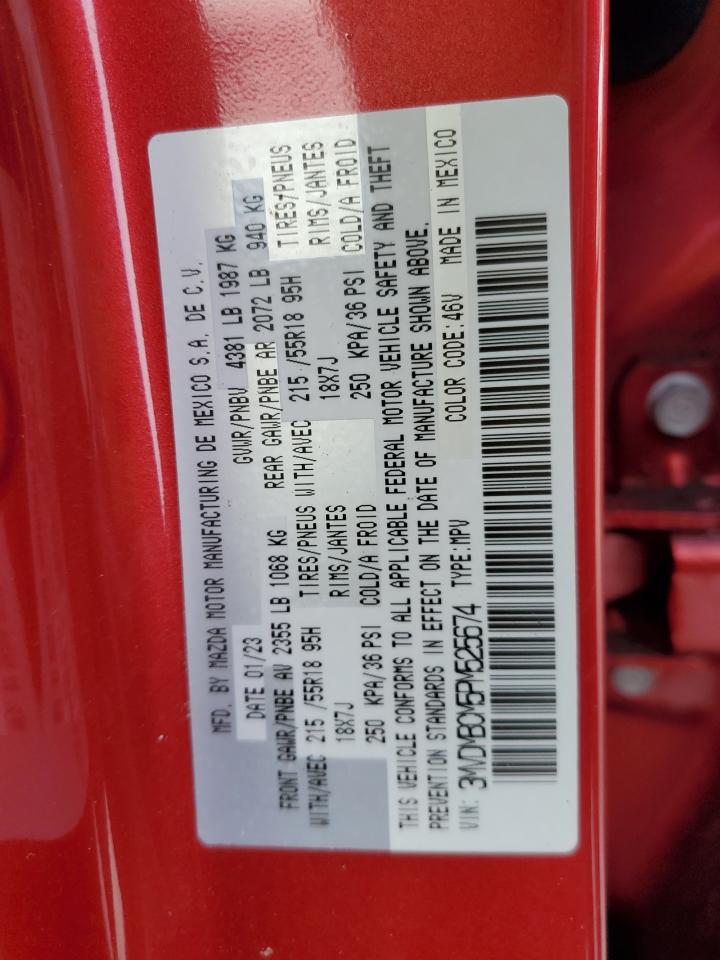 MFD. BY MAZDA MOTOR MANUFACTURING DE MEXICO S.A. DE C.V.
DATE 01/23 GVWR/PNBV 4381 LB 1987 KG
FRONT GAWR/PNBE AV 2355 LB 1068 KG REAR GAWR/PNBE AR 2072 LB 940 KG
WITH/AVEC 215 /55R18 95H TIRES/PNEUS WITH/AVEC 215 /55R18 95H TIRES/PNEUS
18X7J RIMS/JANTES 18X7J RIMS/JANTES
250 KPA/36 PSI COLD/A FROID 250 KPA/36 PSI COLD/A FROID
THIS VEHICLE CONFORMS TO ALL APPLICABLE FEDERAL MOTOR VEHICLE SAFETY AND THEFT
PREVENTION STANDARDS IN EFFECT ON THE DATE OF MANUFACTURE SHOWN ABOVE.
VIN: 3MVDMBCM5PM525674 TYPE:MPV COLOR CODE:46V MADE IN MEXICO